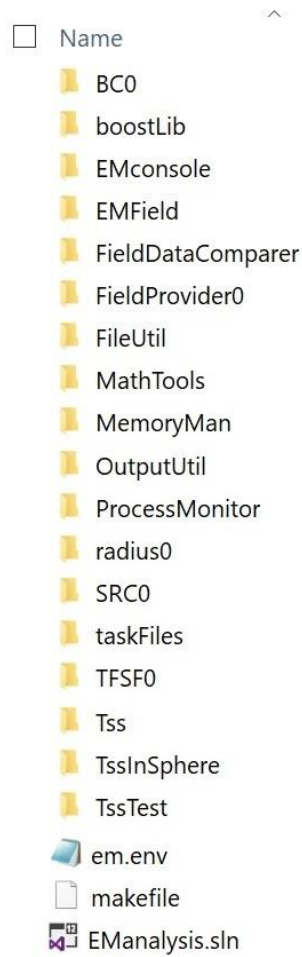 Name
BC0
boostLib
EMconsole
EMField
FieldDataComparer
FieldProvider0
FileUtil
MathTools
MemoryMan
OutputUtil
ProcessMonitor
radius0
SRC0
taskFiles
TFSF0
Tss
TssInSphere
TssTest
em.env
makefile
EManalysis.sln